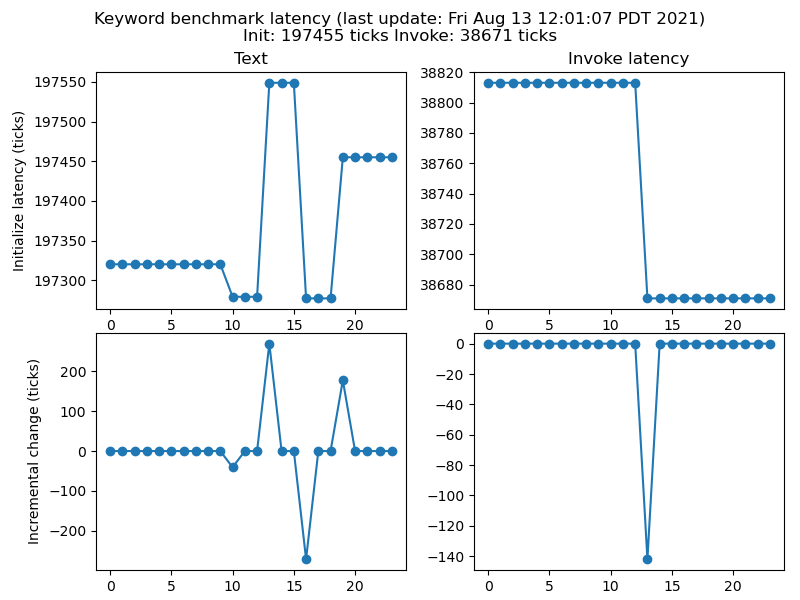 Keyword benchmark latency (last update: Fri Aug 13 12:01:07 PDT 2021)
Init: 197455 ticks Invoke: 38671 ticks
Text
Initialize latency (ticks)
197550
197500
197450
197400
197350
197300
0 5 10 15 20
Invoke latency
38820
38800
38780
38760
38740
38720
38700
38680
0 5 10 15 20
Incremental change (ticks)
200
100
0
−100
−200
0 5 10 15 20
0
−20
−40
−60
−80
−100
−120
−140
0 5 10 15 20